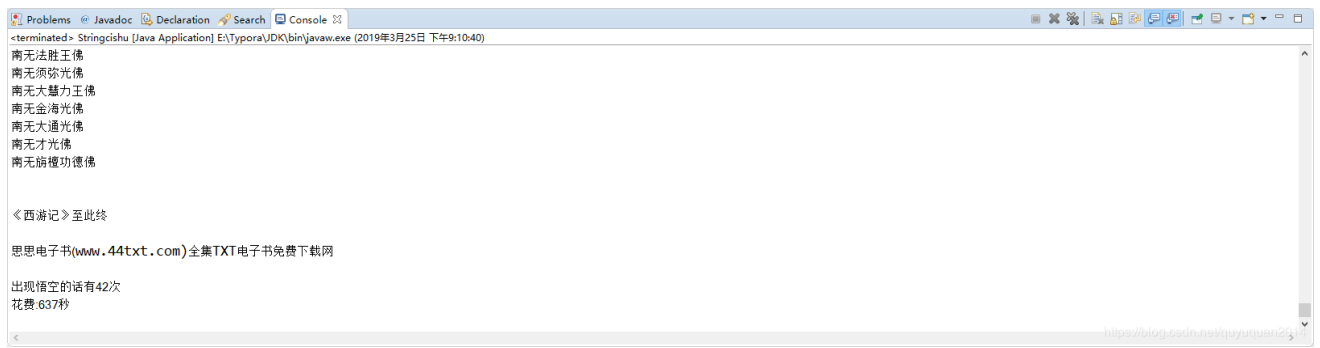 Problems @ Javadoc Declaration Search Console
<terminated> Stringcishu [Java Application] E:\Typora\JDK\bin\javaw.exe (2019年3月25日 下午9:10:40)
南无法胜王佛
南无须弥光佛
南无大慧力王佛
南无金海光佛
南无大通光佛
南无才光佛
南无旃檀功德佛
《西游记》至此终
思思电子书(www.44txt.com)全集TXT电子书免费下载网
出现悟空的话有42次
花费:637秒
https://blog.csdn.net/quyuquan2014